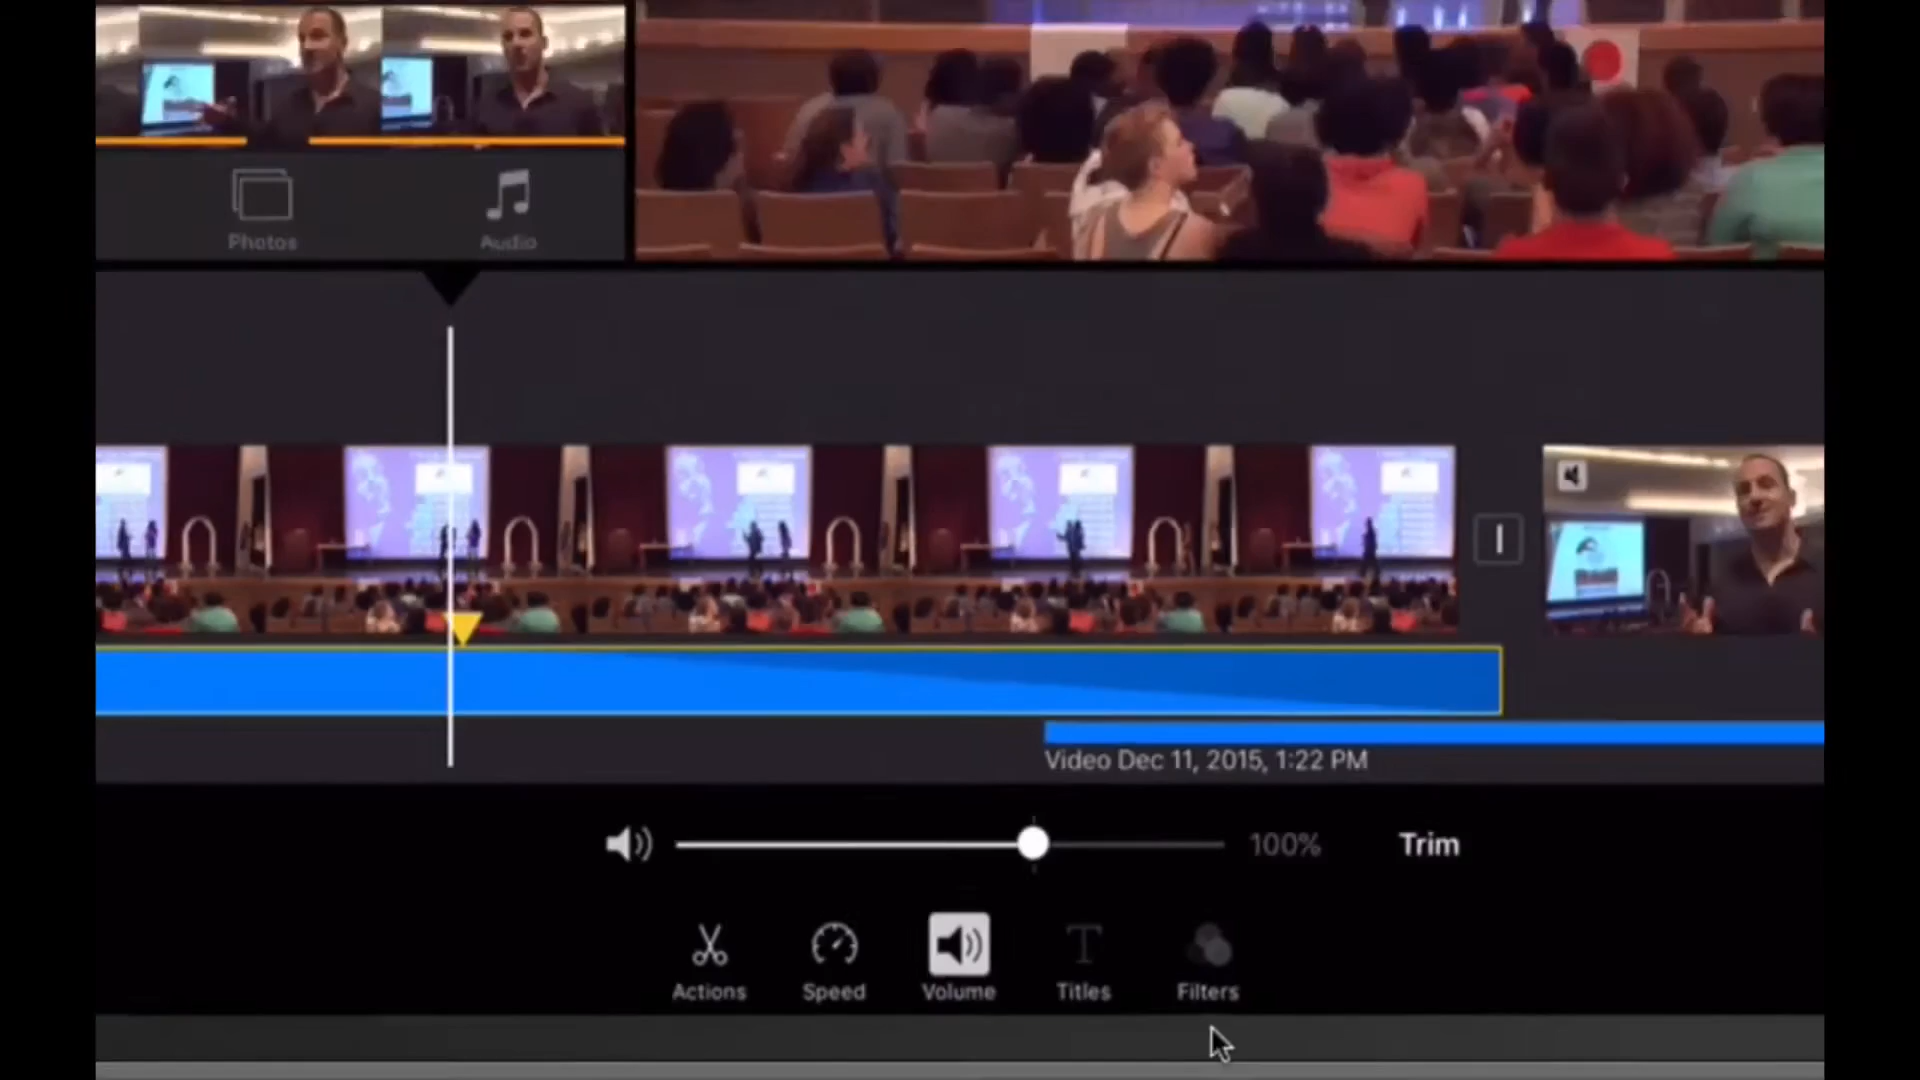 Photos
Audio
Video Dec 11, 2015, 1:22 PM
100%
Trim
T
Actions
Speed
Volume
Titles
Filters